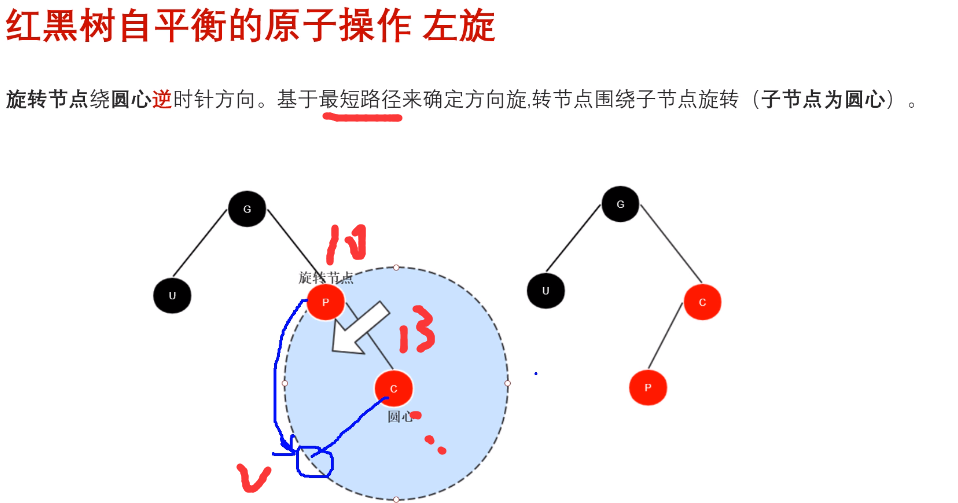 红黑树自平衡的原子操作 左旋
旋转节点绕圆心逆时针方向。基于最短路径来确定方向旋,转节点围绕子节点旋转（子节点为圆心）。
G
G
10
旋转节点
U
P
U
C
13
C
P
圆心